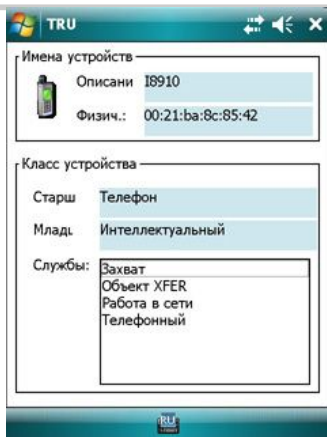 TRU
Имена устройств
Описани I8910
Физич.: 00:21:ba:8c:85:42
Класс устройства
Старш Телефон
Младь Интеллектуальный
Службы: Захват
Объект XFER
Работа в сети
Телефонный
RU